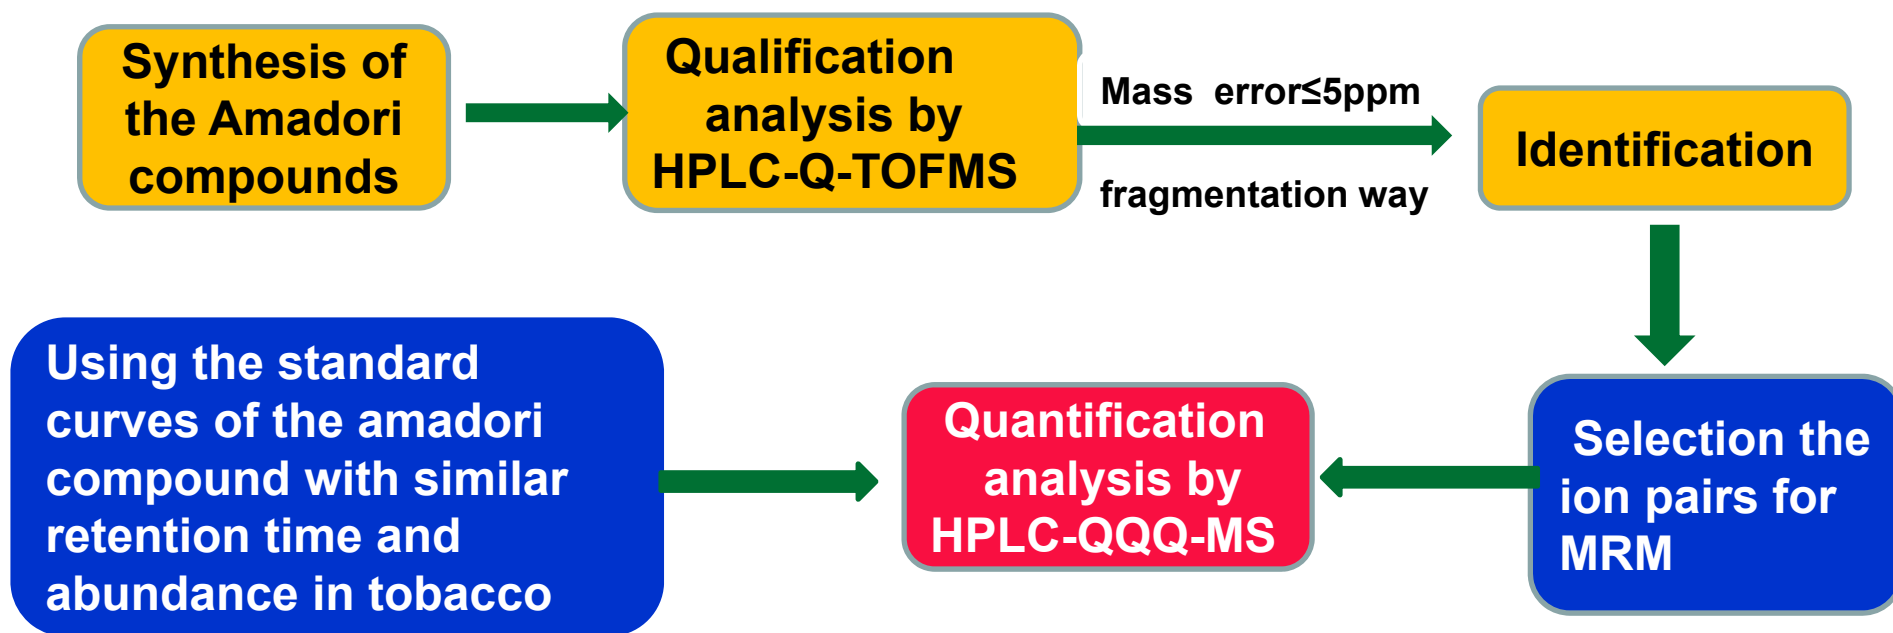 Synthesis of
the Amadori
compounds
Qualification
analysis by
HPLC-Q-TOFMS
Mass error≤5ppm
fragmentation way
Identification
Using the standard
curves of the amadori
compound with similar
retention time and
abundance in tobacco
Quantification
analysis by
HPLC-QQQ-MS
Selection the
ion pairs for
MRM